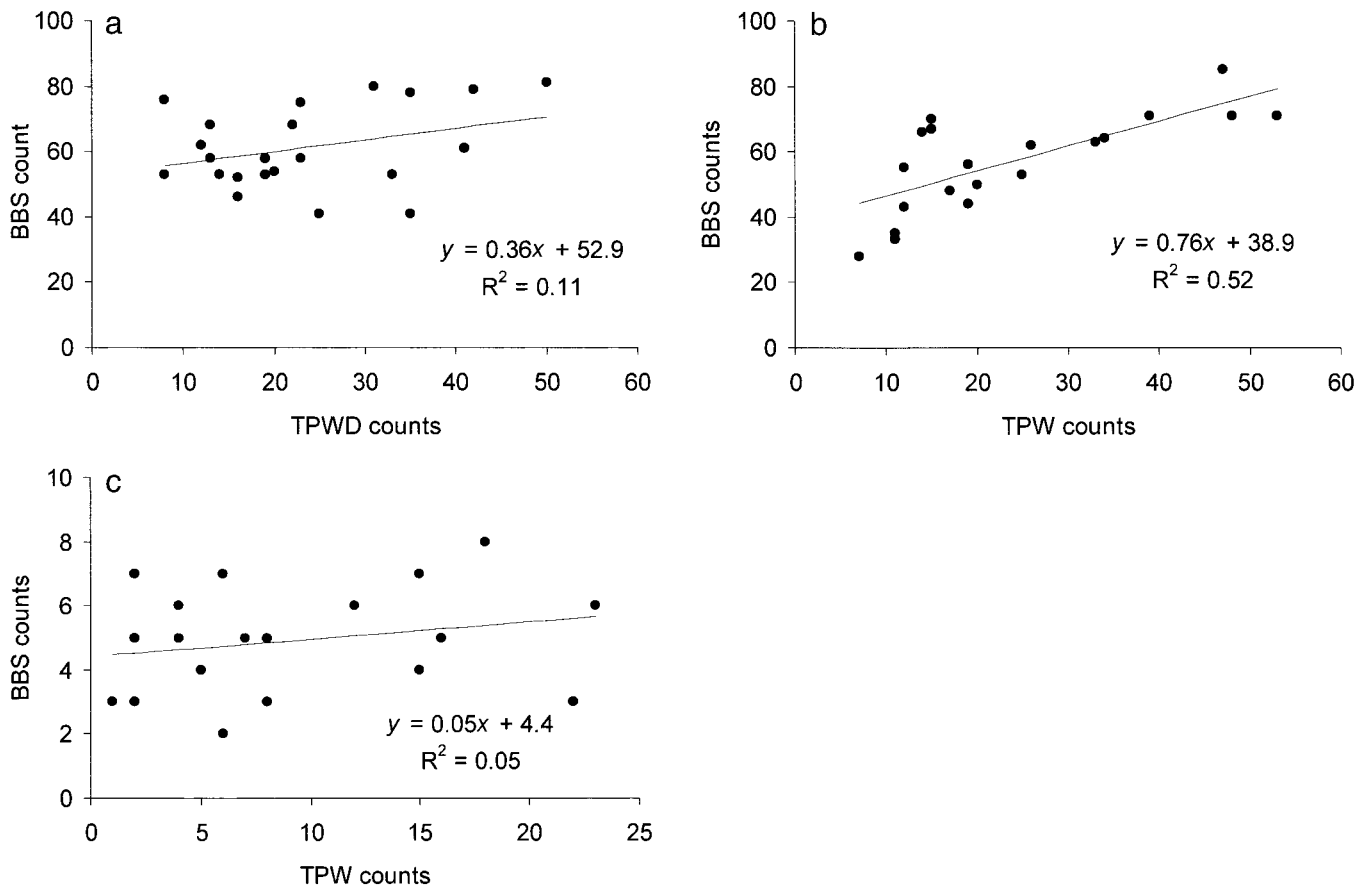 a
100
80
60
40
20
0
BBS count
y = 0.36x + 52.9
R² = 0.11
0 10 20 30 40 50 60
TPWD counts
b
100
80
60
40
20
0
BBS counts
y = 0.76x + 38.9
R² = 0.52
0 10 20 30 40 50 60
TPW counts
c
10
8
6
4
2
0
BBS counts
y = 0.05x + 4.4
R² = 0.05
0 5 10 15 20 25
TPW counts